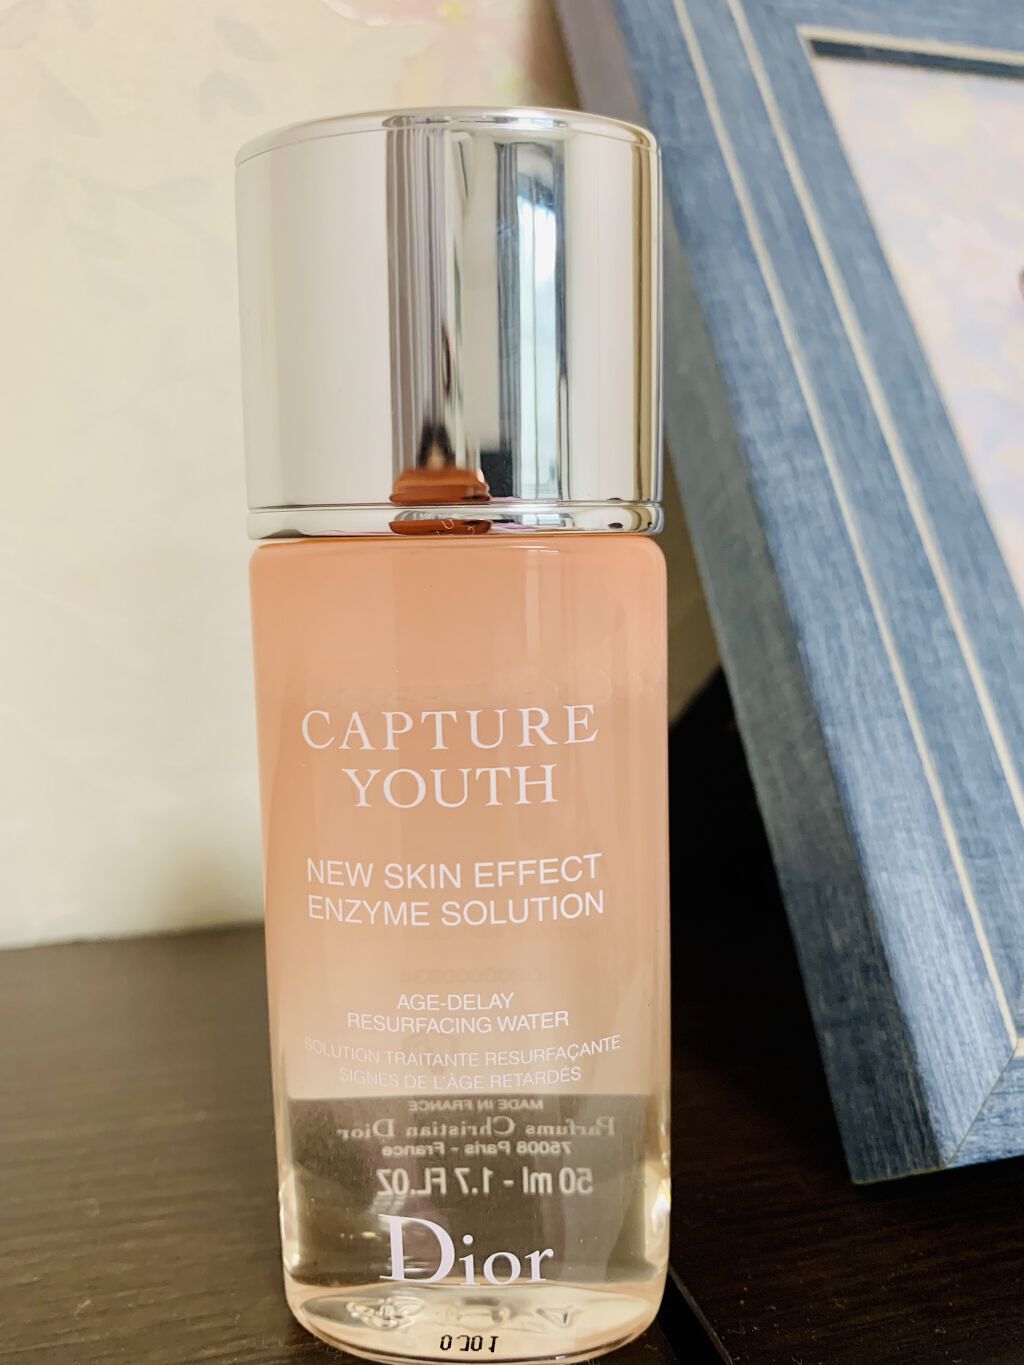 CAPTURE
YOUTH
NEW SKIN EFFECT
ENZYME SOLUTION
AGE-DELAY
RESURFACING WATER
SOLUTION TRAITANTE RESURFAÇANTE
SIGNES DE L'ÂGE RETARDÉS
MADE IN FRANCE
Parfums Christian Dior
75008 Paris - France
50 ml - 1.7 FL.OZ
Dior